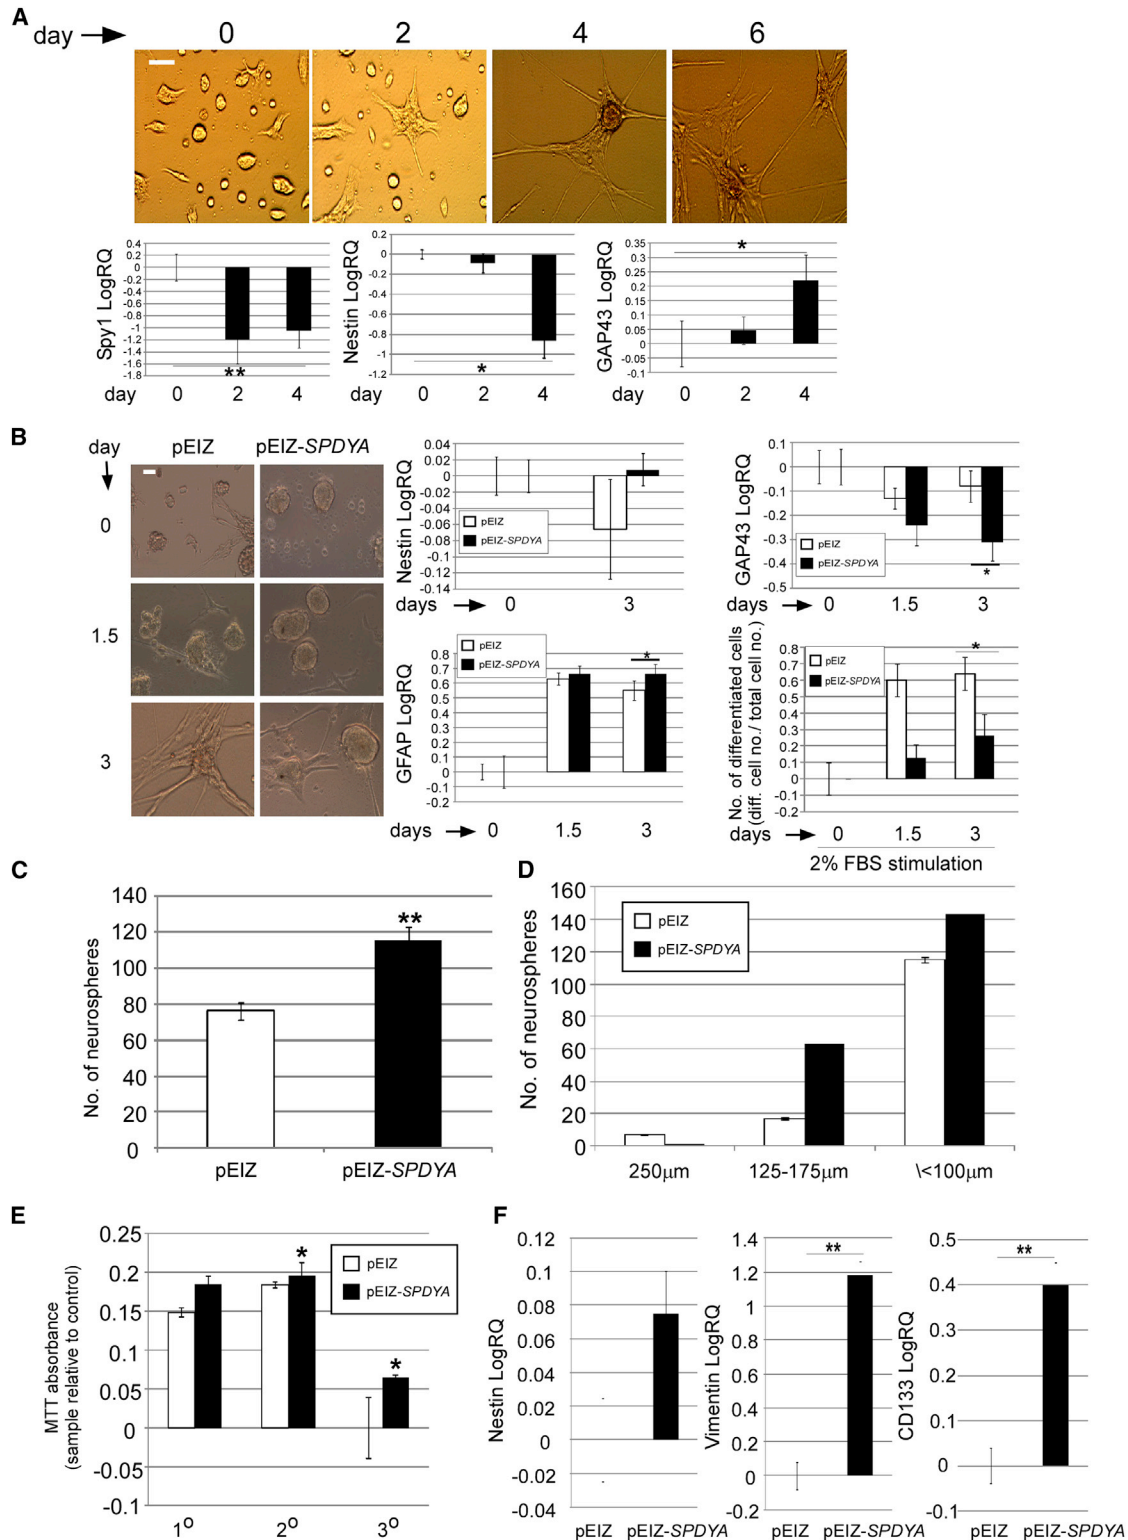 A
day 0 2 4 6
Spy1 LogRQ
0.4
0.2
0
-0.2
-0.4
-0.6
-0.8
-1
-1.2
-1.4
-1.6
-1.8
**
day 0 2 4
Nestin LogRQ
0.2
0
-0.2
-0.4
-0.6
-0.8
-1
-1.2
*
day 0 2 4
GAP43 LogRQ
0.35
0.3
0.25
0.2
0.15
0.1
0.05
0
-0.05
-0.1
*
day 0 2 4
B
day pEIZ pEIZ-SPDYA
0
1.5
3
Nestin LogRQ
0.04
0.02
0
-0.02
-0.04
-0.06
-0.08
-0.1
-0.12
-0.14
pEIZ
pEIZ-SPDYA
days 0 3
GAP43 LogRQ
0.1
0
-0.1
-0.2
-0.3
-0.4
-0.5
pEIZ
pEIZ-SPDYA
*
days 0 1.5 3
GFAP LogRQ
0.8
0.7
0.6
0.5
0.4
0.3
0.2
0.1
0
-0.1
-0.2
pEIZ
pEIZ-SPDYA
*
days 0 1.5 3
No. of differentiated cells
(diff. cell no./ total cell no.)
0.8
0.7
0.6
0.5
0.4
0.3
0.2
0.1
0
-0.1
-0.2
pEIZ
pEIZ-SPDYA
*
days 0 1.5 3
2% FBS stimulation
C
No. of neurospheres
140
120
100
80
60
40
20
0
**
pEIZ pEIZ-SPDYA
D
No. of neurospheres
160
140
120
100
80
60
40
20
0
pEIZ
pEIZ-SPDYA
250μm 125-175μm \<100μm
E
MTT absorbance
(sample relative to control)
0.25
0.2
0.15
0.1
0.05
0
-0.05
-0.1
*
*
pEIZ
pEIZ-SPDYA
1º 2º 3º
F
Nestin LogRQ
0.12
0.1
0.08
0.06
0.04
0.02
0
-0.02
-0.04
pEIZ pEIZ-SPDYA
Vimentin LogRQ
1.4
1.2
1
0.8
0.6
0.4
0.2
0
-0.2
**
pEIZ pEIZ-SPDYA
CD133 LogRQ
0.5
0.4
0.3
0.2
0.1
0
-0.1
**
pEIZ pEIZ-SPDYA